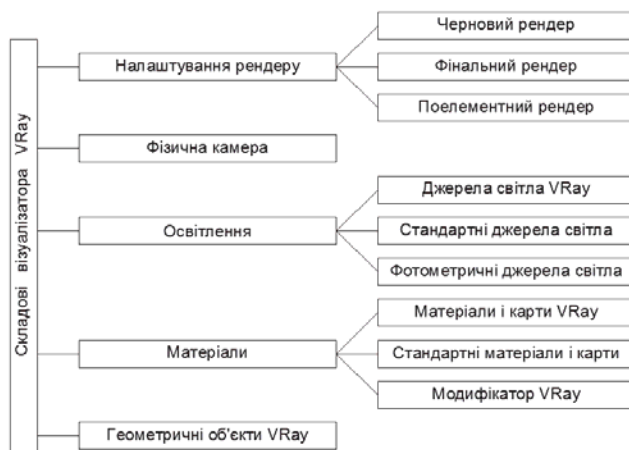 Складові візуалізатора VRay
Налаштування рендеру
Черновий рендер
Фінальний рендер
Поелементний рендер
Фізична камера
Освітлення
Джерела світла VRay
Стандартні джерела світла
Фотометричні джерела світла
Матеріали
Матеріали і карти VRay
Стандартні матеріали і карти
Модифікатор VRay
Геометричні об'єкти VRay